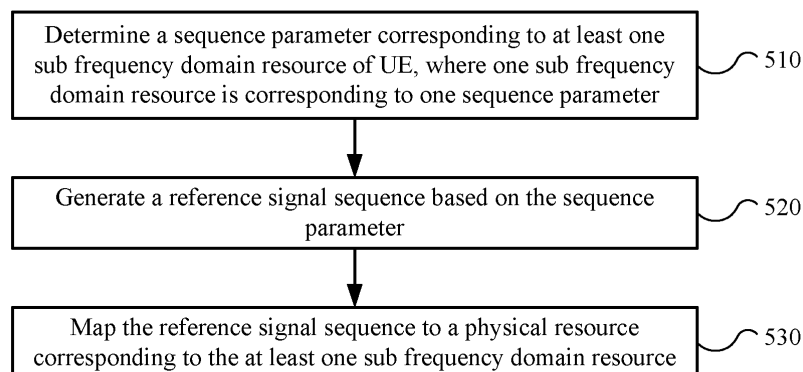 Determine a sequence parameter corresponding to at least one
sub frequency domain resource of UE, where one sub frequency
domain resource is corresponding to one sequence parameter
510
Generate a reference signal sequence based on the sequence
parameter
520
Map the reference signal sequence to a physical resource
corresponding to the at least one sub frequency domain resource
530